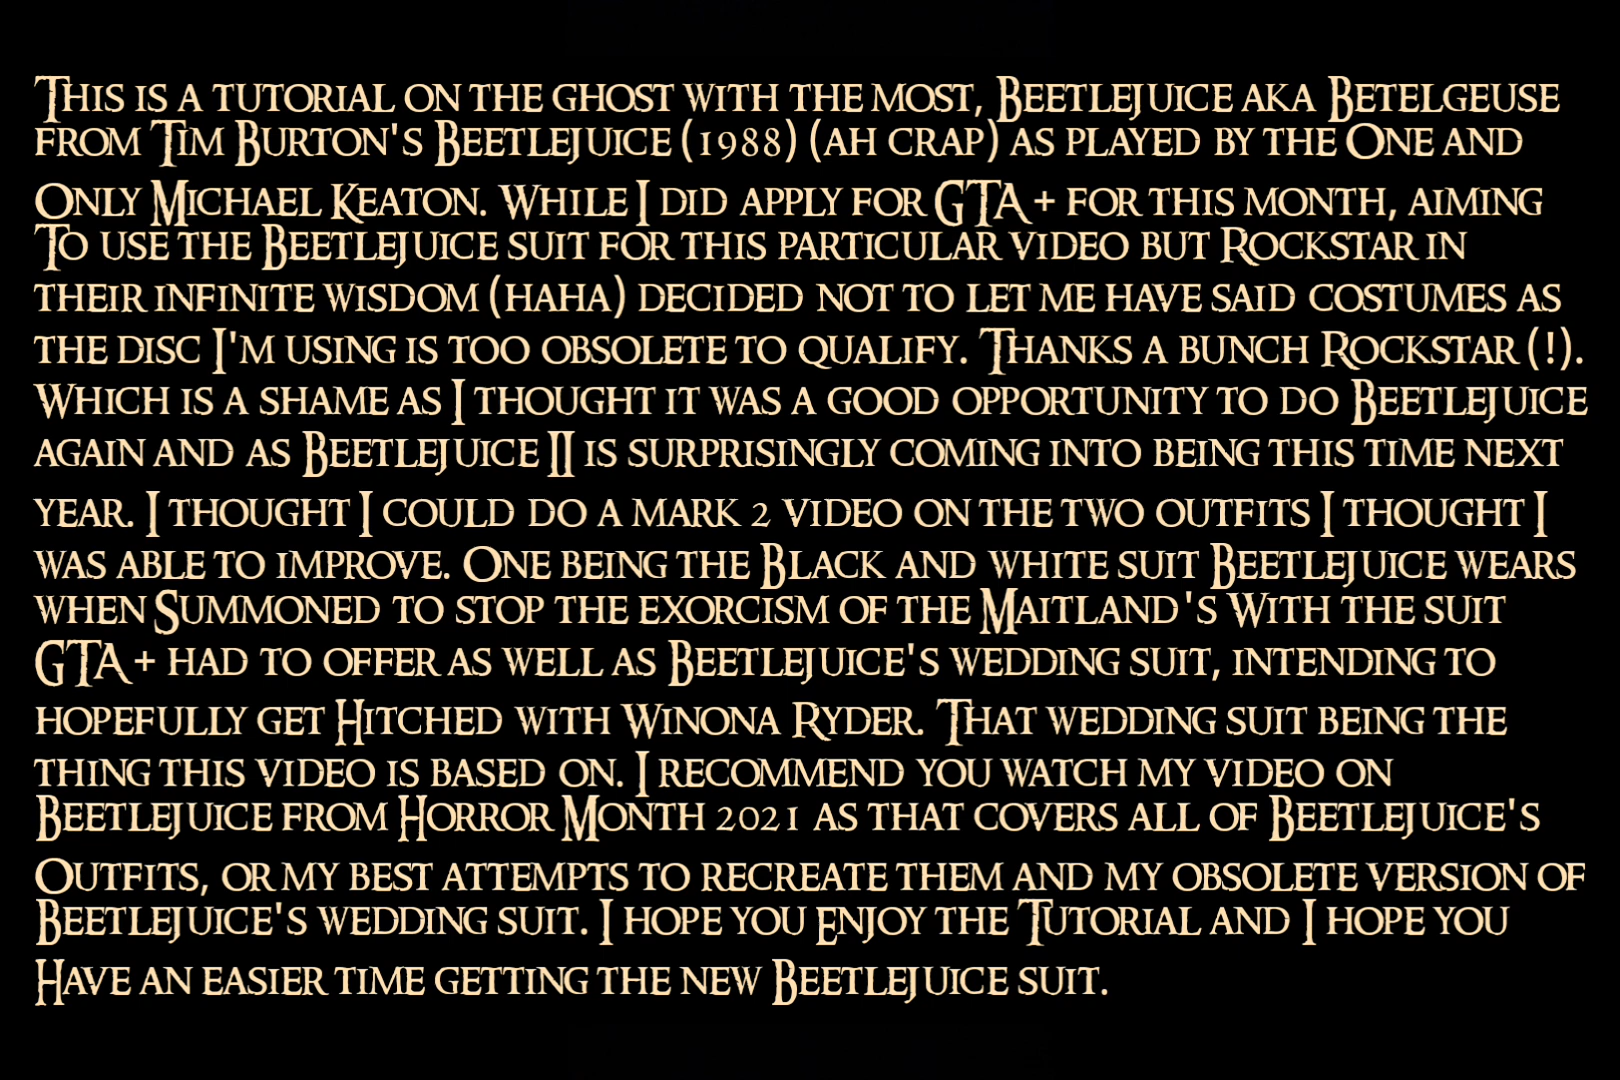 This is a tutorial on the ghost with the most, Beetlejuice aka Betelgeuse
from Tim Burton's Beetlejuice (1988) (ah crap) as played by the One and
Only Michael Keaton. While I did apply for GTA+ for this month, aiming
To use the Beetlejuice suit for this particular video but Rockstar in
their infinite wisdom (haha) decided not to let me have said costumes as
the disc I'm using is too obsolete to qualify. Thanks a bunch Rockstar (!).
Which is a shame as I thought it was a good opportunity to do Beetlejuice
again and as Beetlejuice II is surprisingly coming into being this time next
year. I thought I could do a mark 2 video on the two outfits I thought I
was able to improve. One being the Black and white suit Beetlejuice wears
when Summoned to stop the exorcism of the Maitland's With the suit
GTA+ had to offer as well as Beetlejuice's wedding suit, intending to
hopefully get Hitched with Winona Ryder. That wedding suit being the
thing this video is based on. I recommend you watch my video on
Beetlejuice from Horror Month 2021 as that covers all of Beetlejuice's
Outfits, or my best attempts to recreate them and my obsolete version of
Beetlejuice's wedding suit. I hope you Enjoy the Tutorial and I hope you
Have an easier time getting the new Beetlejuice suit.